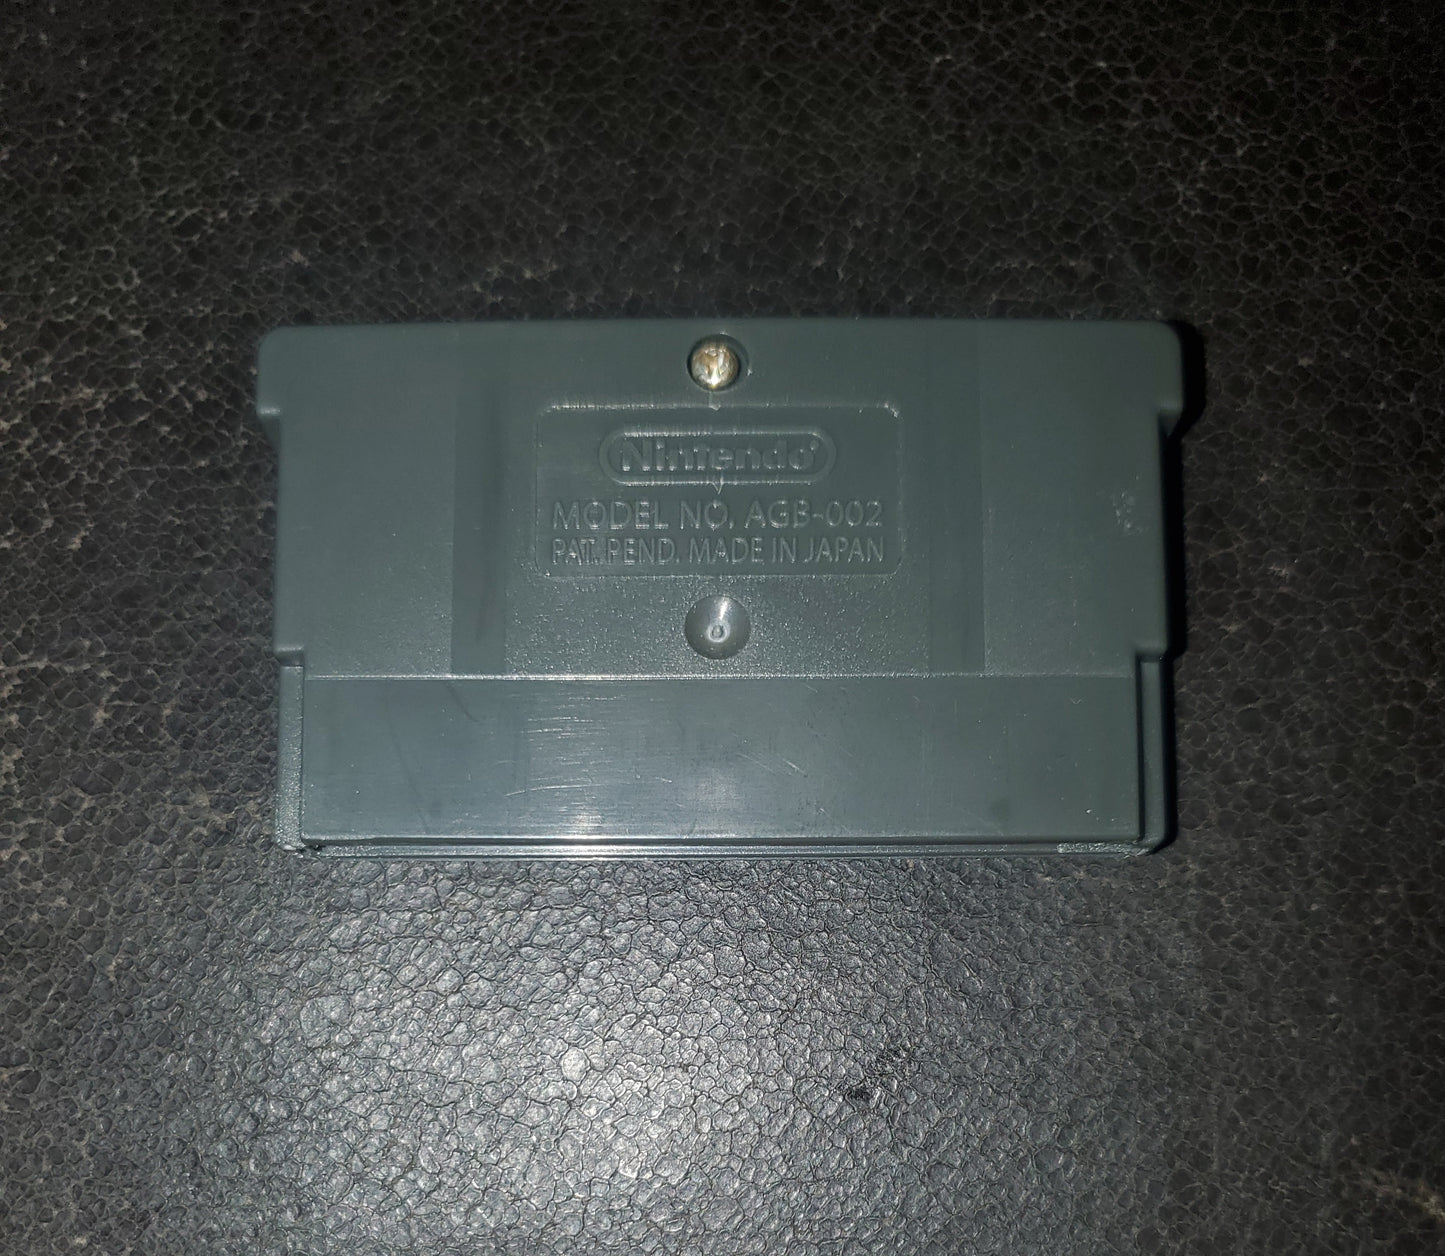 Nintendo®
MODEL NO. AGB-002
PAT. PEND. MADE IN JAPAN